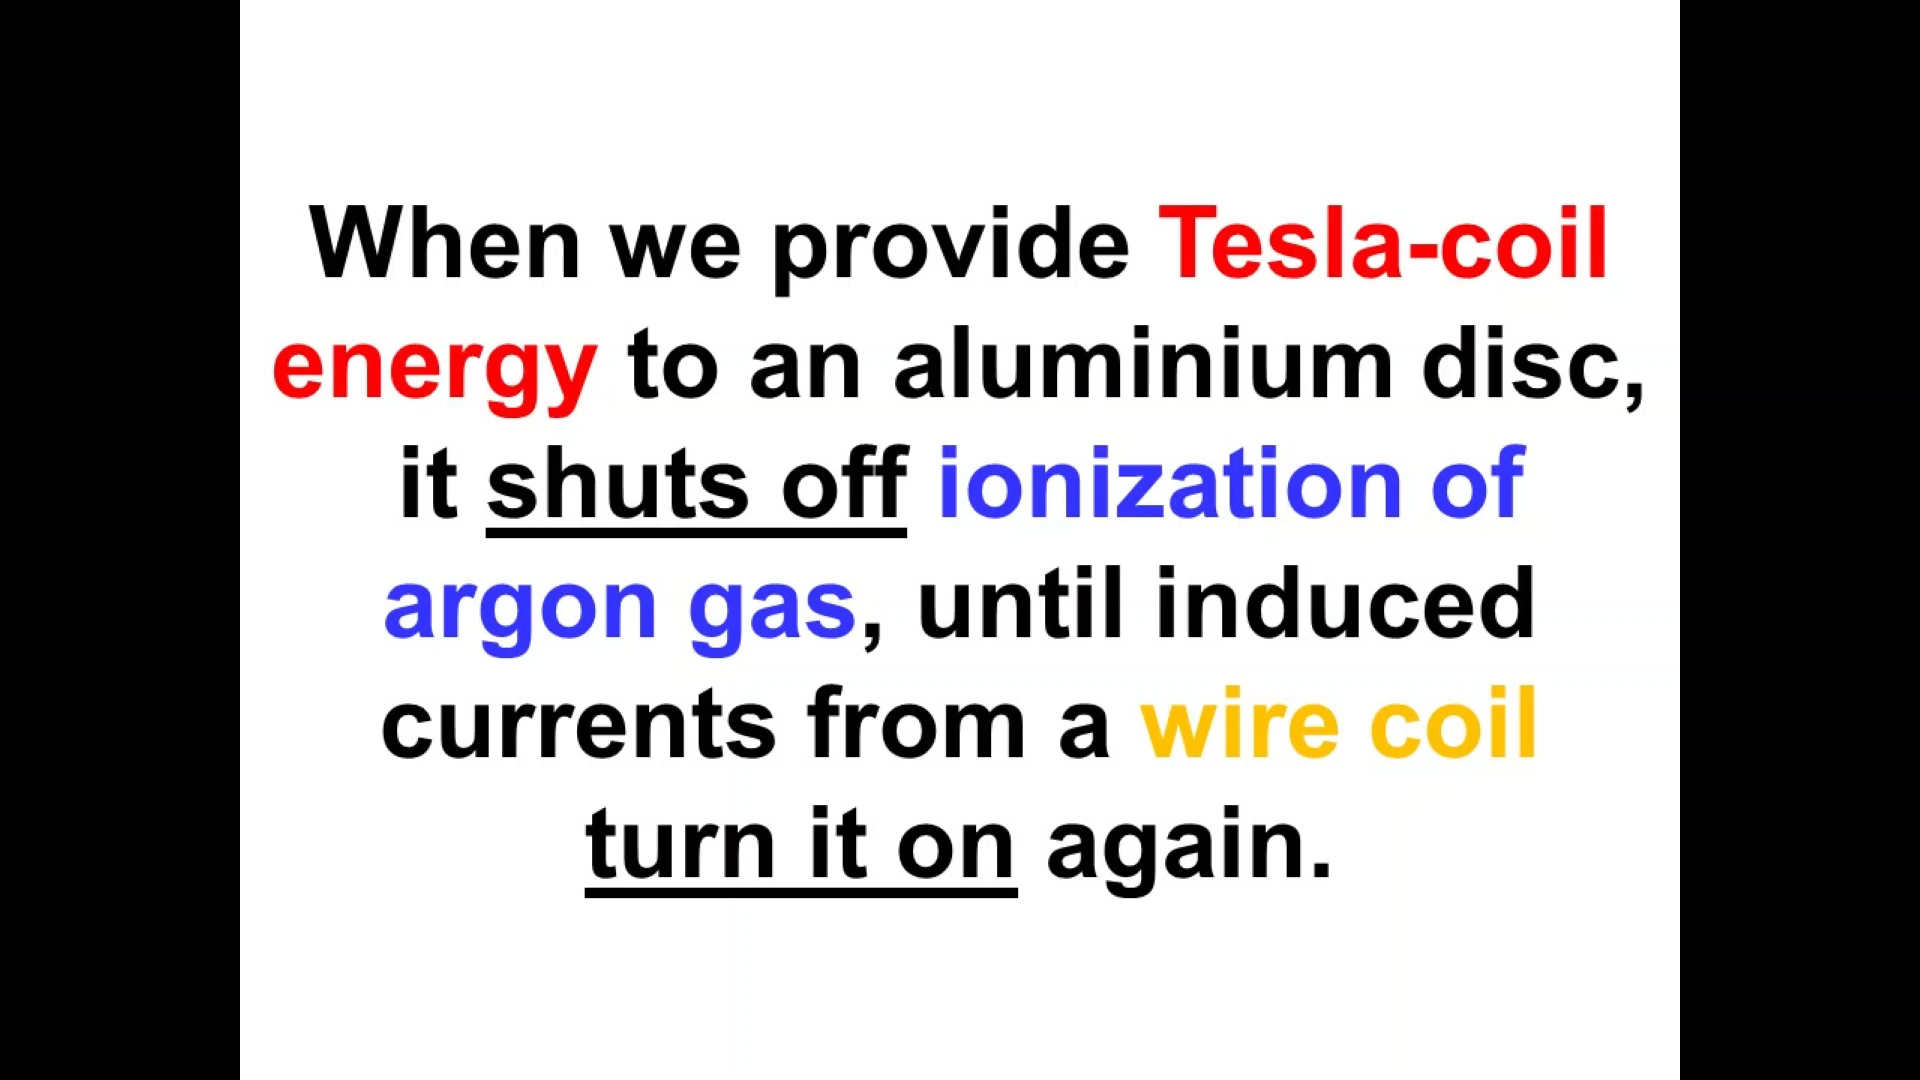 When we provide Tesla-coil
energy to an aluminium disc,
it shuts off ionization of
argon gas, until induced
currents from a wire coil
turn it on again.